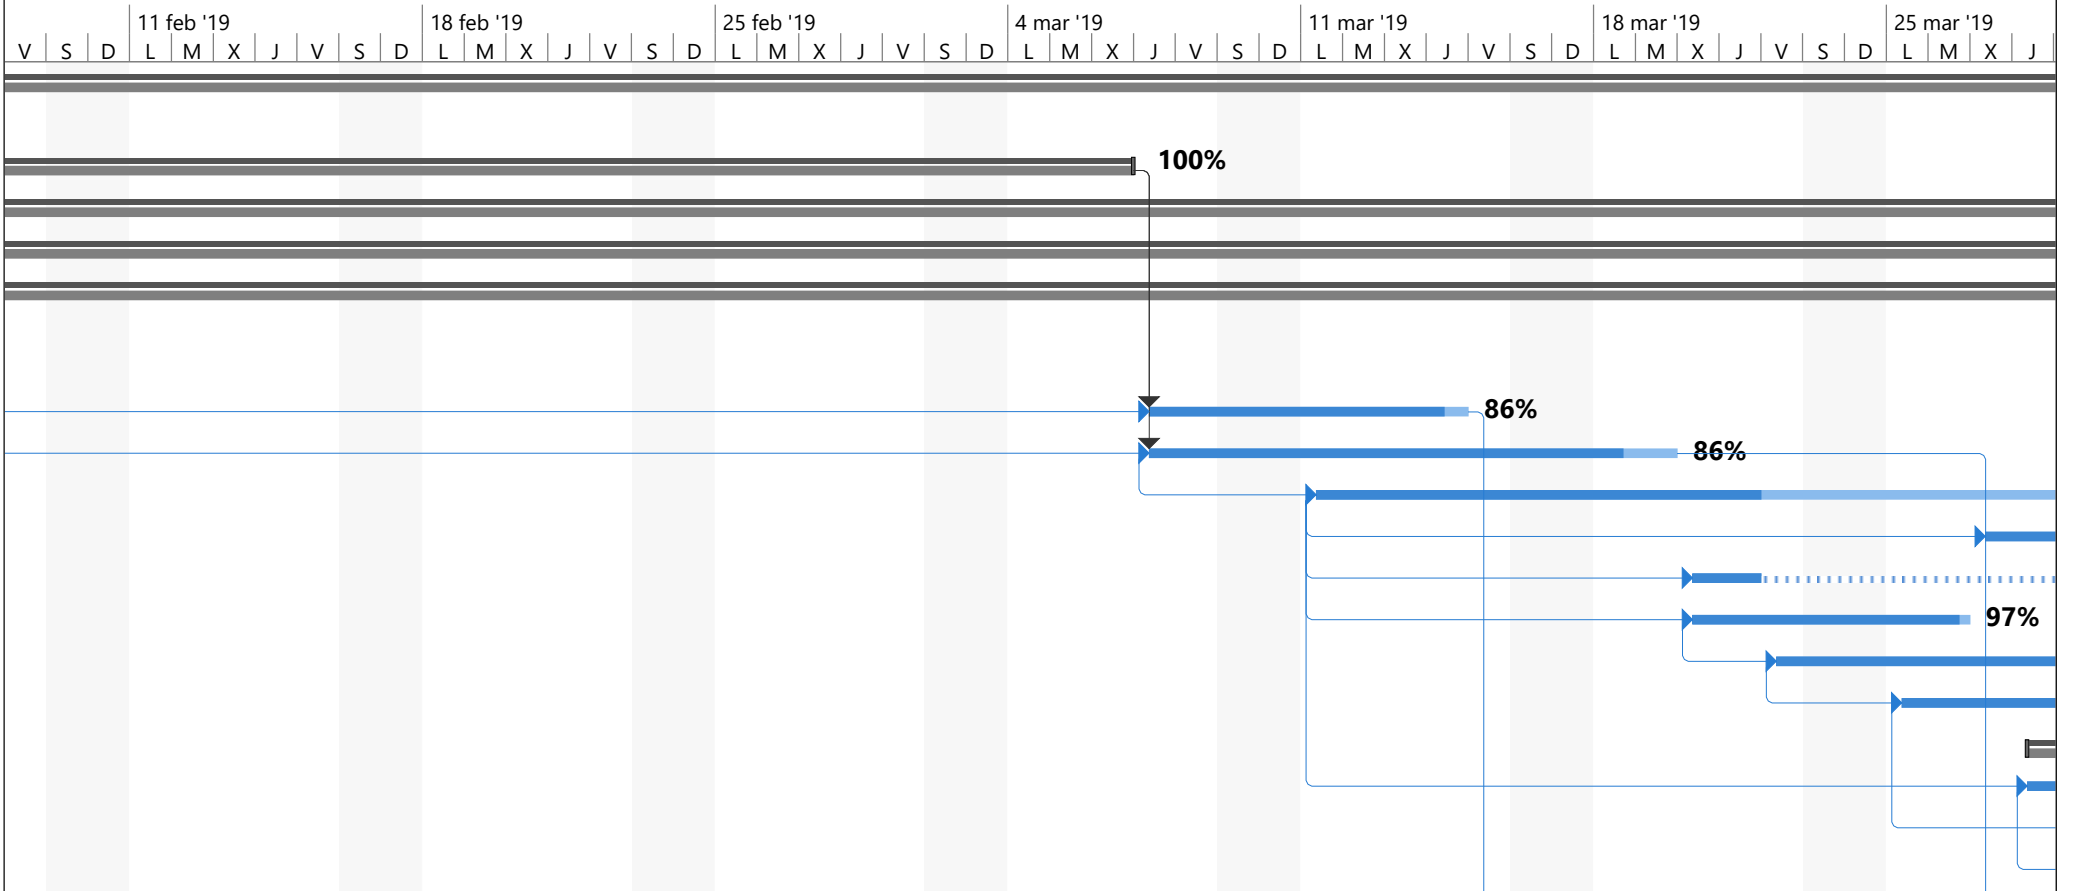 11 feb '19 18 feb '19 25 feb '19 4 mar '19 11 mar '19 18 mar '19 25 mar '19
V S D L M X J V S D L M X J V S D L M X J V S D L M X J V S D L M X J V S D L M X J V S D L M X J
100%
86%
86%
97%